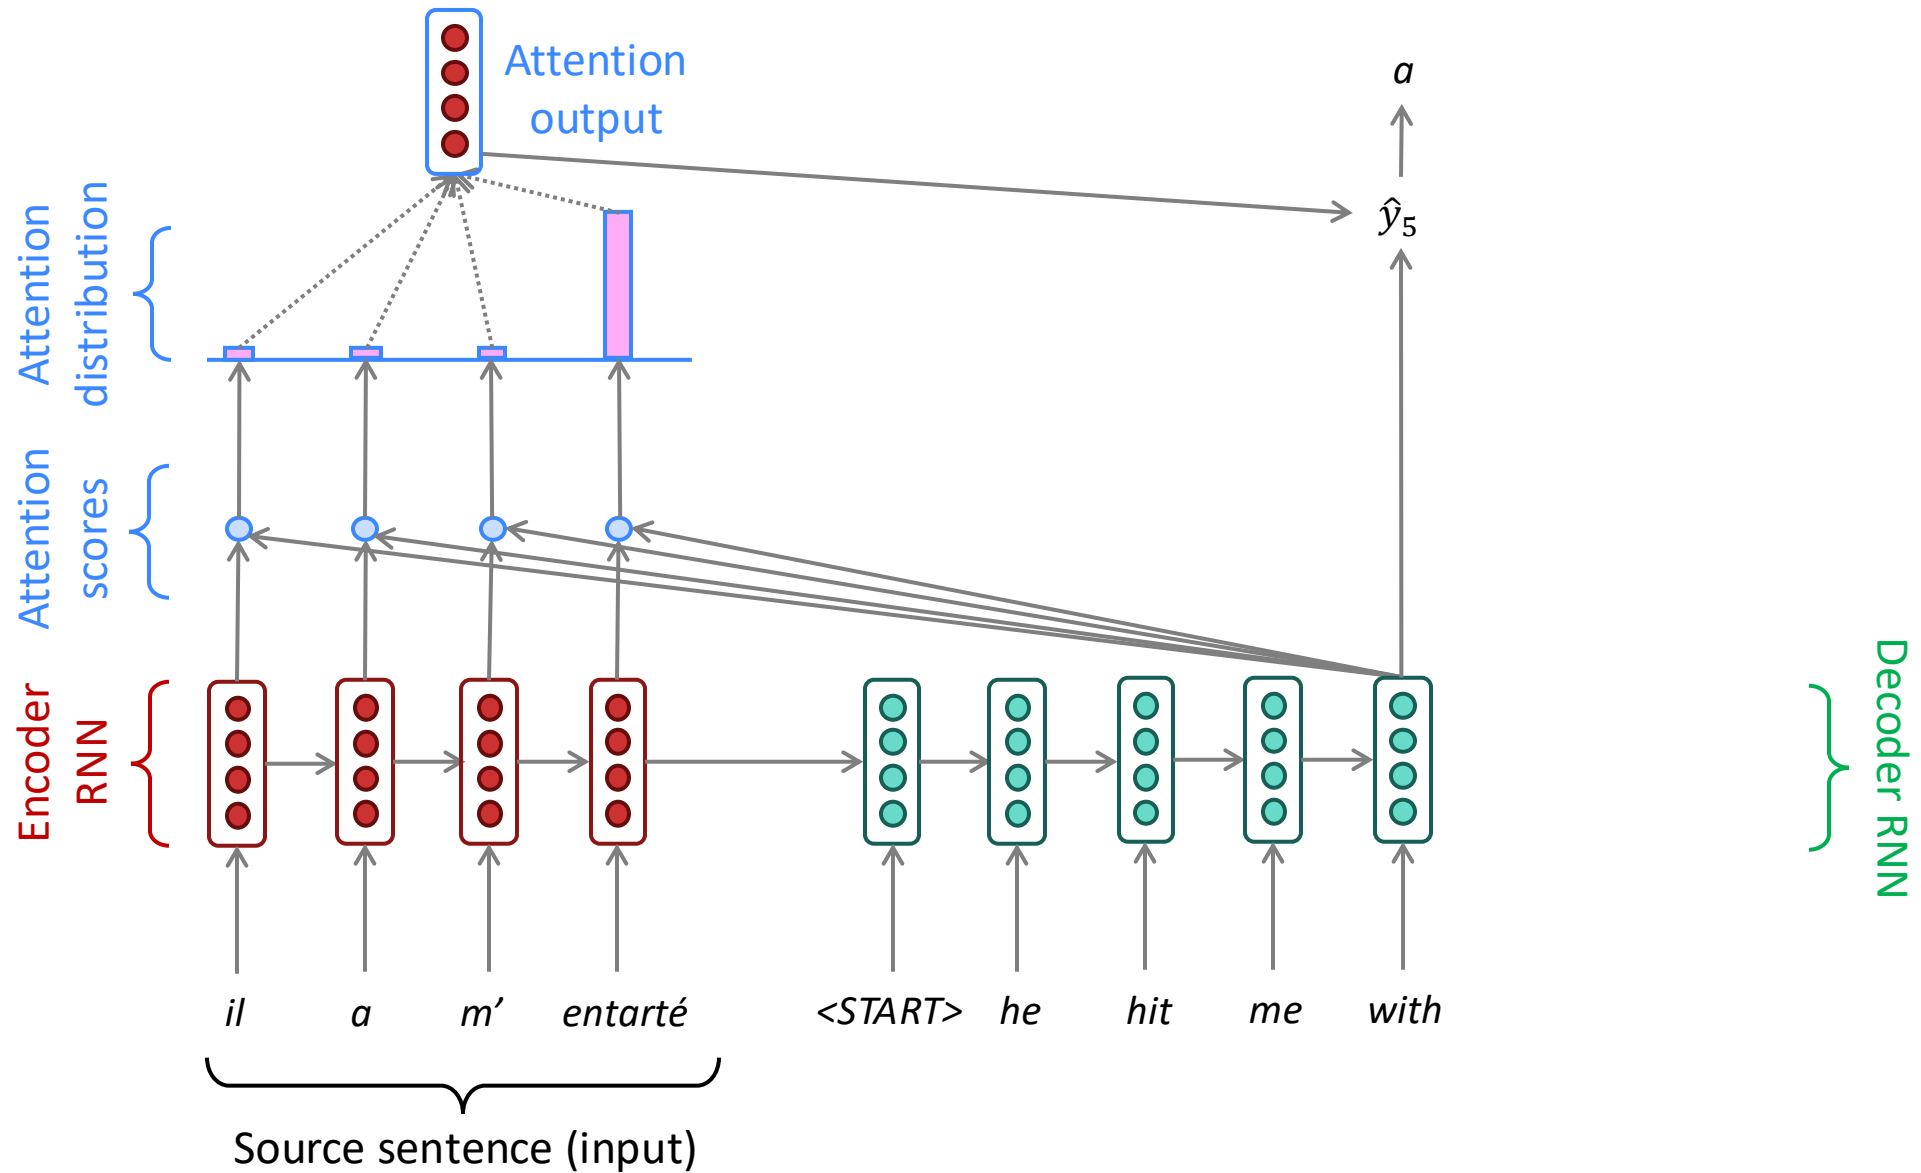 Attention
output
a
ŷ₅
Attention
distribution
Attention
scores
Encoder
RNN
Decoder RNN
il a m’ entarté <START> he hit me with
Source sentence (input)